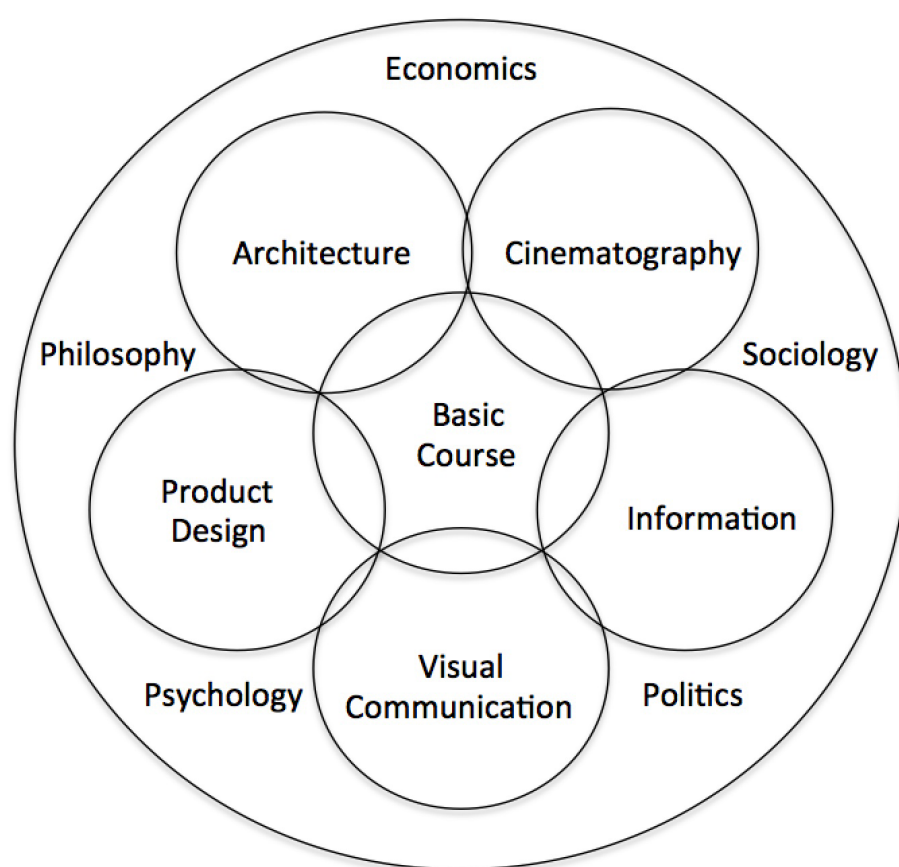 Economics
Architecture
Cinematography
Philosophy
Sociology
Basic
Course
Product
Design
Information
Visual
Communication
Psychology
Politics